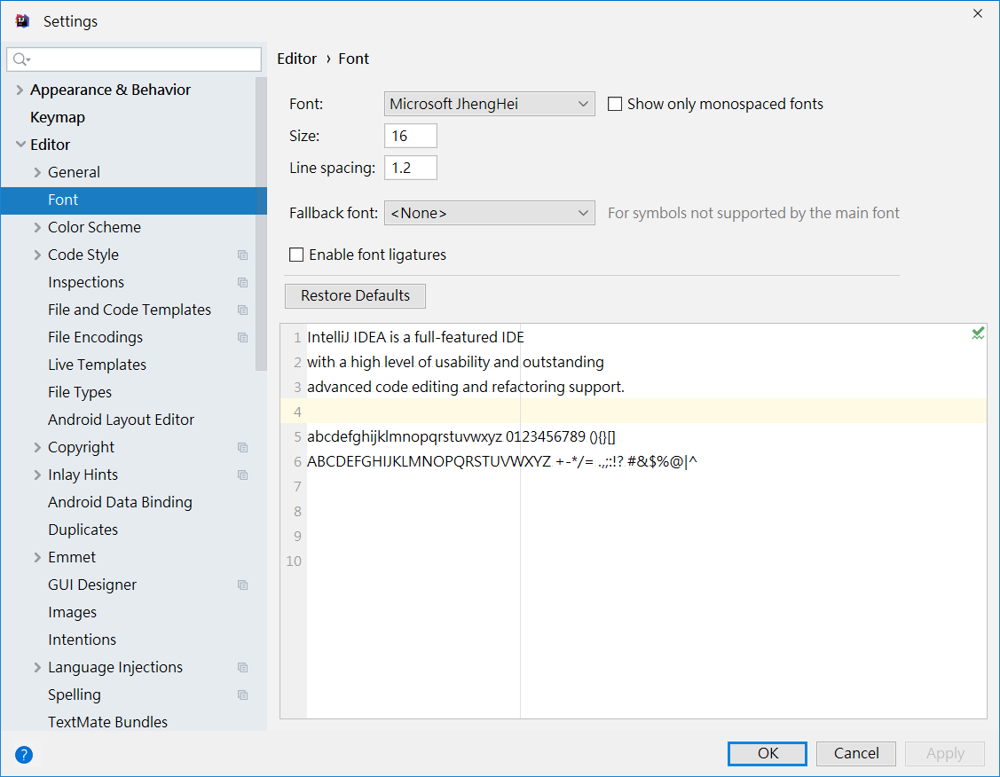 Settings
Appearance & Behavior
Keymap
Editor
General
Font
Color Scheme
Code Style
Inspections
File and Code Templates
File Encodings
Live Templates
File Types
Android Layout Editor
Copyright
Inlay Hints
Android Data Binding
Duplicates
Emmet
GUI Designer
Images
Intentions
Language Injections
Spelling
TextMate Bundles
Editor › Font
Font: Microsoft JhengHei Show only monospaced fonts
Size: 16
Line spacing: 1.2
Fallback font: <None> For symbols not supported by the main font
Enable font ligatures
Restore Defaults
1 IntelliJ IDEA is a full-featured IDE
2 with a high level of usability and outstanding
3 advanced code editing and refactoring support.
4
5 abcdefghijklmnopqrstuvwxyz 0123456789 (){}[]
6 ABCDEFGHIJKLMNOPQRSTUVWXYZ +-*/= .,;:!? #&$%@|^
7
8
9
10
? OK Cancel Apply